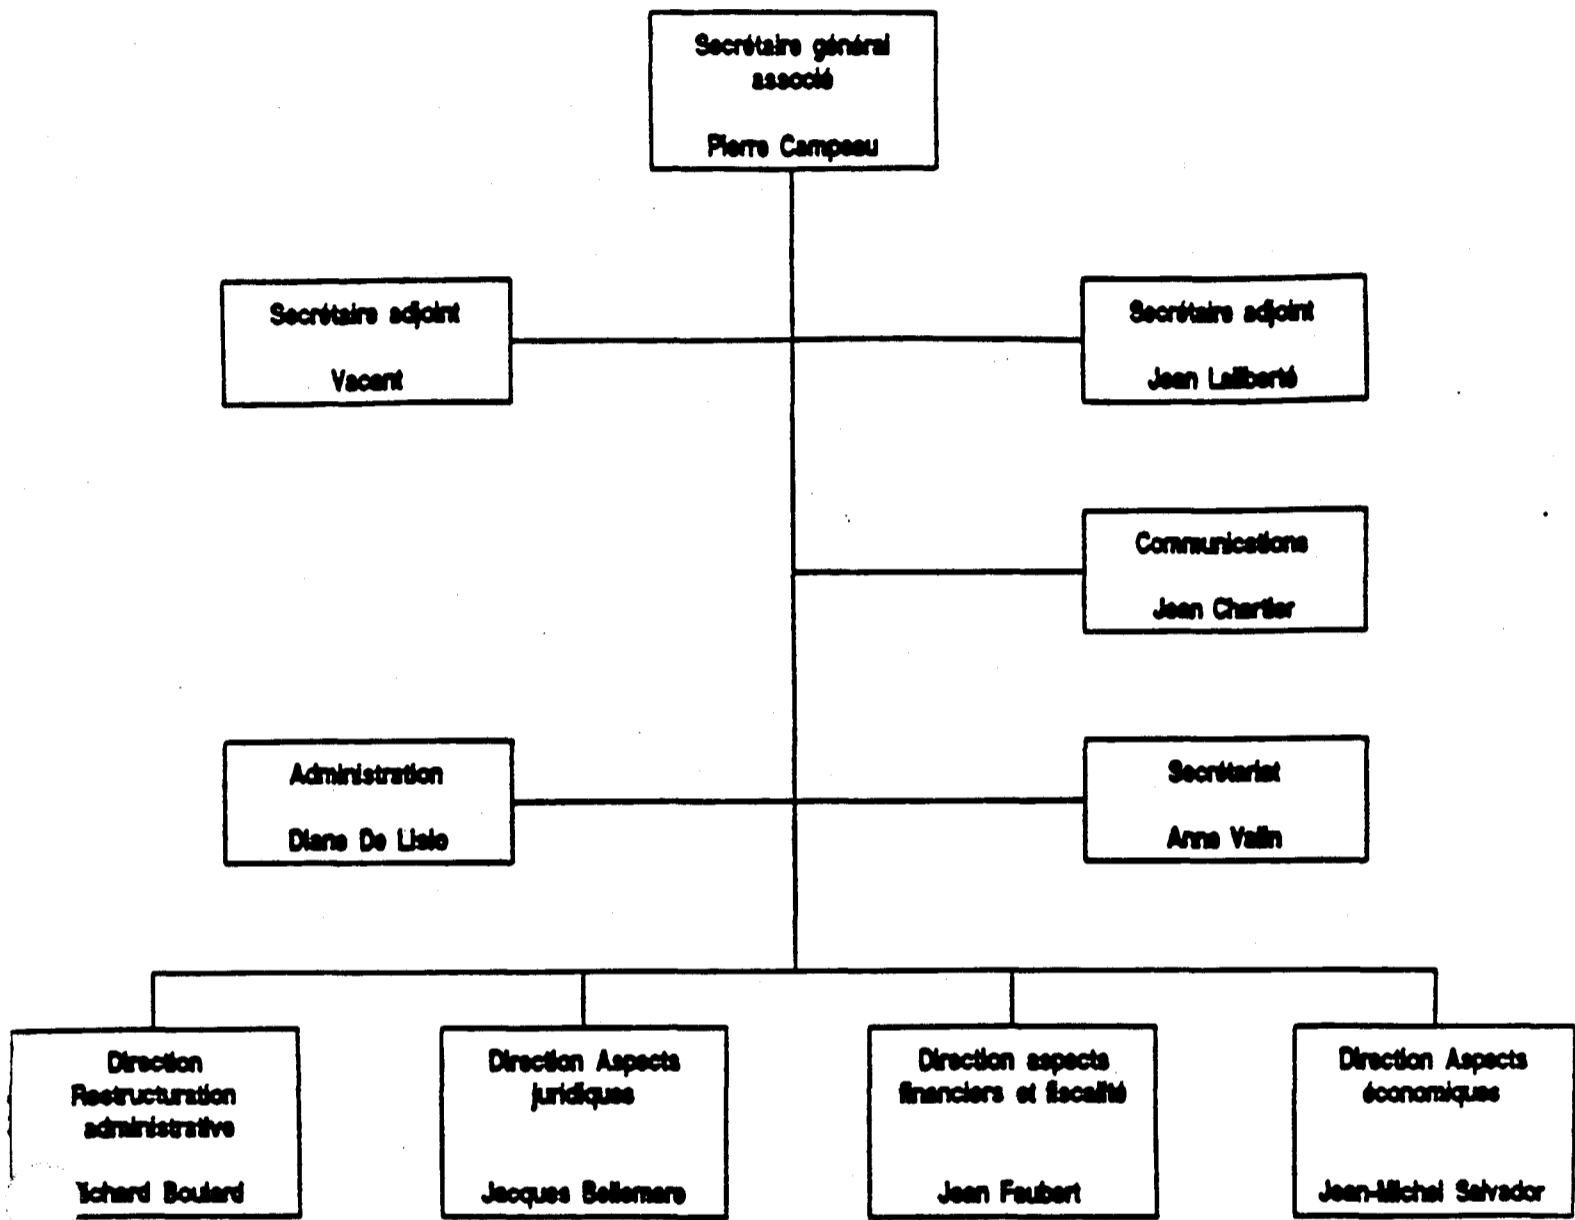 Secrétaire général
associé
Pierre Campeau
Secrétaire adjoint
Vacant
Secrétaire adjoint
Jean Laliberté
Communications
Jean Chartier
Administration
Diane De Lisle
Secrétariat
Anne Valin
Direction
Restructuration
administrative
Richard Boulard
Direction Aspects
juridiques
Jacques Bellemare
Direction aspects
financiers et fiscalité
Jean Faubert
Direction Aspects
économiques
Jean-Michel Salvador